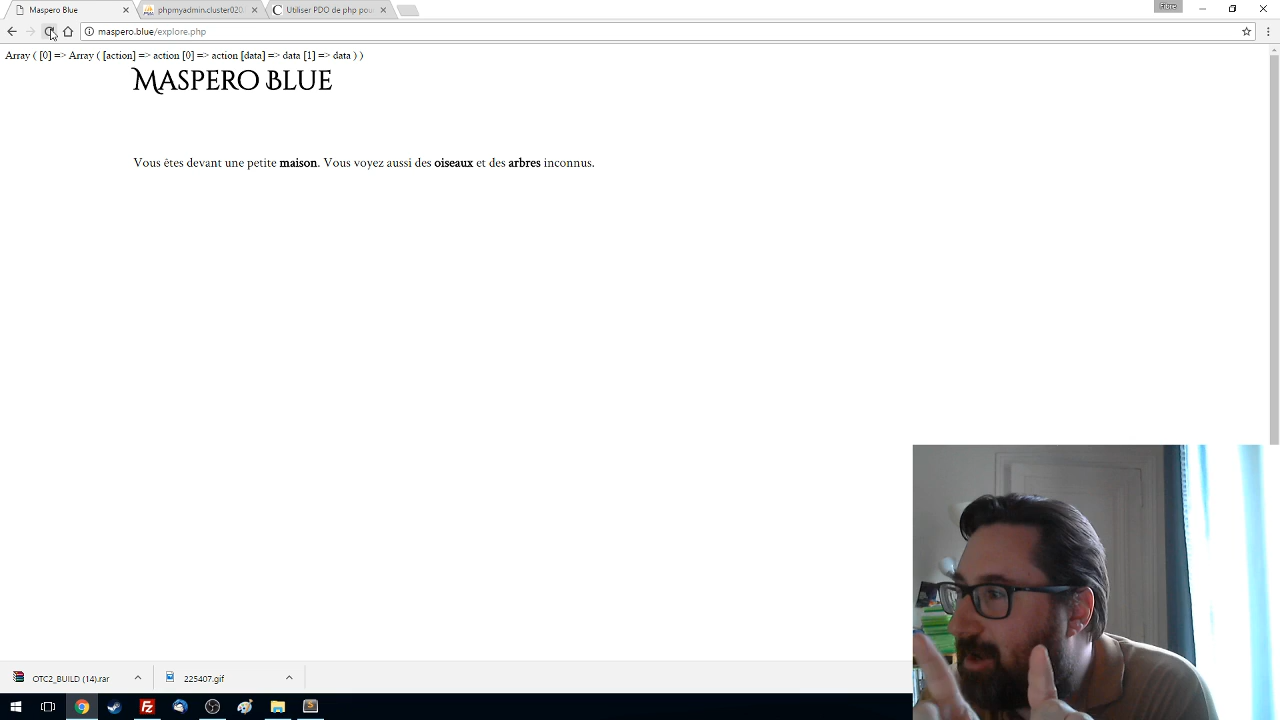 Maspero Blue
phpmyadmin.cluster020.
Utiliser PDO de php pou
maspero.blue/explore.php
Array ( [0] => Array ( [action] => action [0] => action [data] => data [1] => data ) )
MASPERO BLUE
Vous êtes devant une petite maison. Vous voyez aussi des oiseaux et des arbres inconnus.
OTC2_BUILD (14).rar
225407.gif